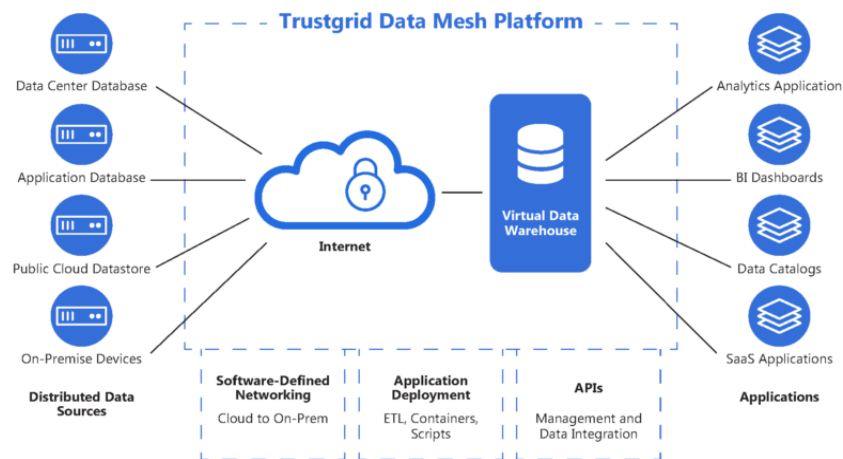 Trustgrid Data Mesh Platform
Data Center Database
Application Database
Public Cloud Datastore
On-Premise Devices
Distributed Data
Sources
Internet
Virtual Data
Warehouse
Analytics Application
BI Dashboards
Data Catalogs
SaaS Applications
Applications
Software-Defined
Networking
Cloud to On-Prem
Application
Deployment
ETL, Containers,
Scripts
APIs
Management and
Data Integration